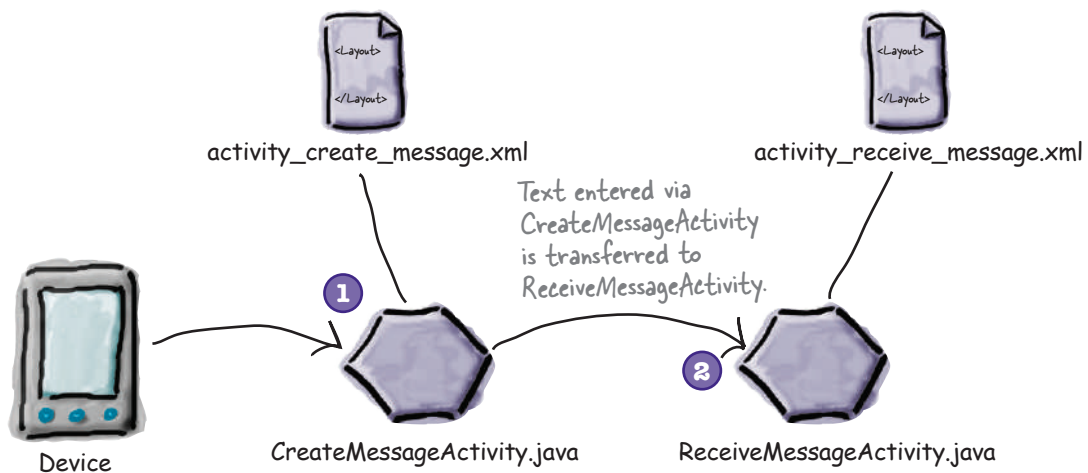 <Layout>
</Layout>
activity_create_message.xml
<Layout>
</Layout>
activity_receive_message.xml
Text entered via
CreateMessageActivity
is transferred to
ReceiveMessageActivity.
1
2
Device
CreateMessageActivity.java
ReceiveMessageActivity.java